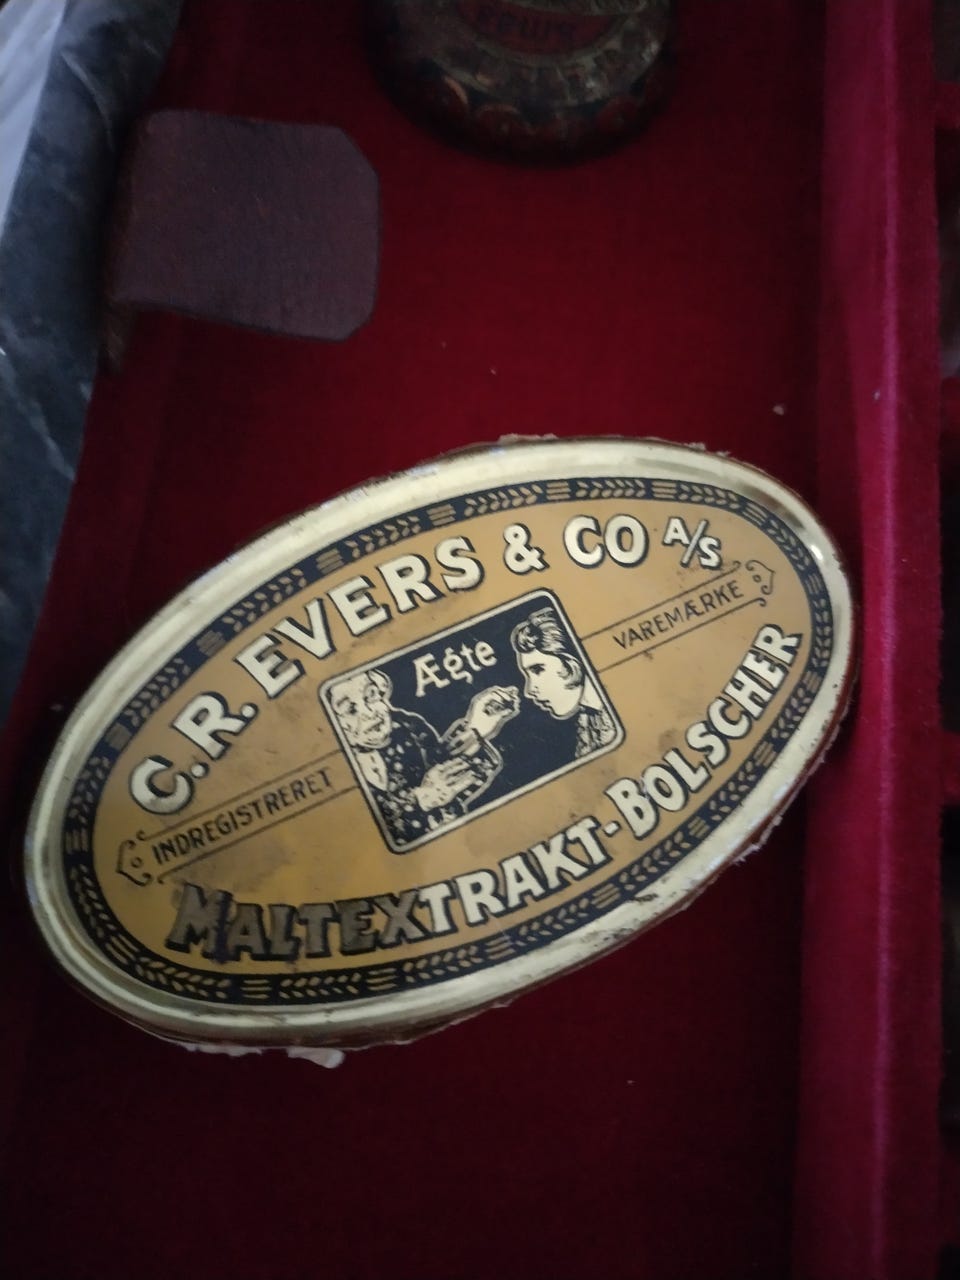 C.R. EVERS & CO A/S
Ægte
INDREGISTRERET VAREMÆRKE
MALTEXTRAKT-BOLSCHER